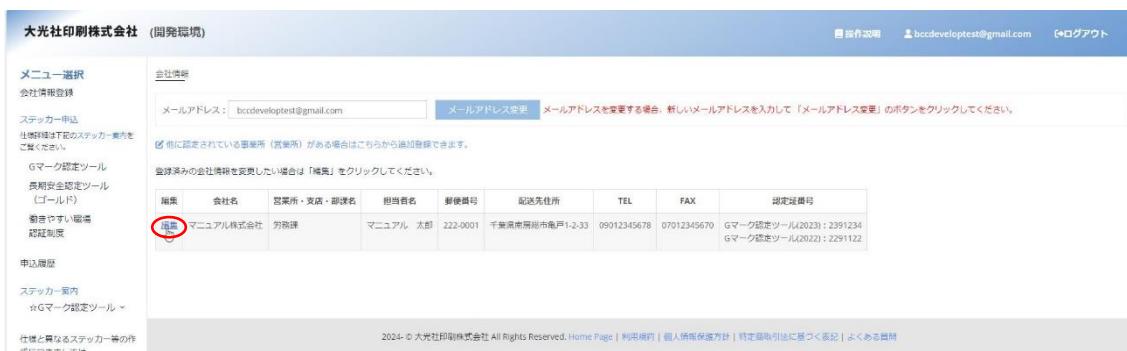 大光社印刷株式会社 (開発環境)
操作説明 bccdeveloptest@gmail.com ログアウト
メニュー選択
会社情報登録
ステッカー申込
仕様詳細は下記のステッカー案内を
ご覧ください。
Gマーク認定ツール
長期安全認定ツール
(ゴールド)
働きやすい職場
認証制度
申込履歴
ステッカー案内
☆Gマーク認定ツール
仕様と異なるステッカー等の作
会社情報
メールアドレス: bccdeveloptest@gmail.com メールアドレス変更 メールアドレスを変更する場合、新しいメールアドレスを入力して「メールアドレス変更」のボタンをクリックしてください。
他に認定されている事業所(営業所)がある場合はこちらから追加登録できます。
登録済みの会社情報を変更したい場合は「編集」をクリックしてください。
編集 会社名 営業所・支店・部課名 担当者名 郵便番号 配送先住所 TEL FAX 認定証番号
編集 マニュアル株式会社 労務課 マニュアル 太郎 222-0001 千葉県南房総市亀戸1-2-33 09012345678 07012345670 Gマーク認定ツール(2023):2391234
Gマーク認定ツール(2022):2291122
2024- © 大光社印刷株式会社 All Rights Reserved. Home Page | 利用規約 | 個人情報保護方針 | 特定商取引法に基づく表記 | よくある質問